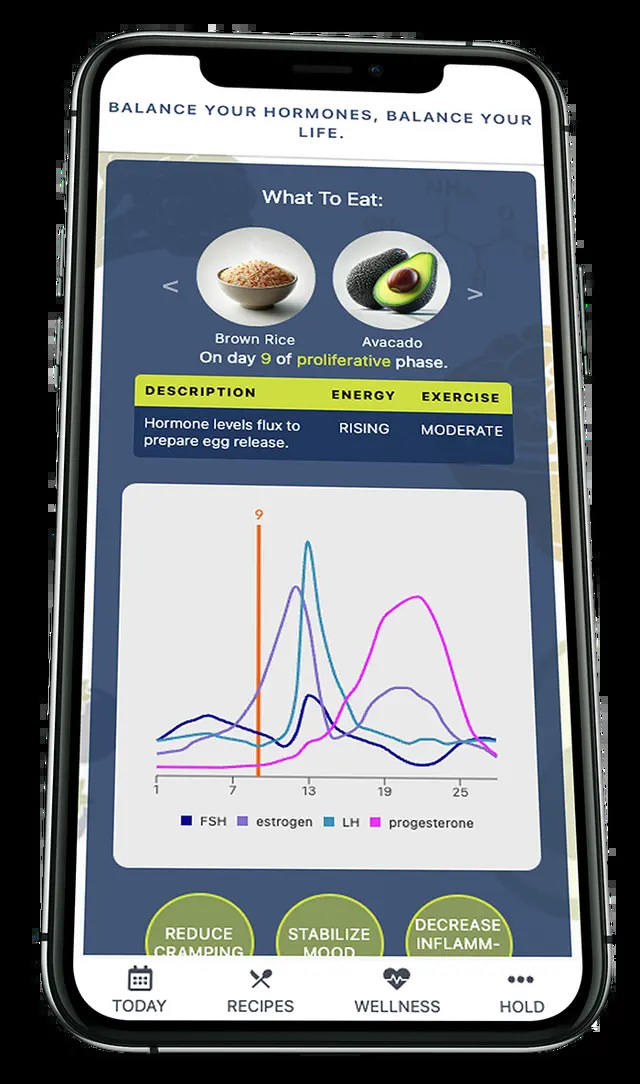 BALANCE YOUR HORMONES, BALANCE YOUR
LIFE.
What To Eat:
< >
Brown Rice Avacado
On day 9 of proliferative phase.
DESCRIPTION ENERGY EXERCISE
Hormone levels flux to RISING MODERATE
prepare egg release.
9
1 7 13 19 25
FSH estrogen LH progesterone
REDUCE STABILIZE DECREASE
CRAMPING MOOD INFLAMM-
TODAY RECIPES WELLNESS HOLD